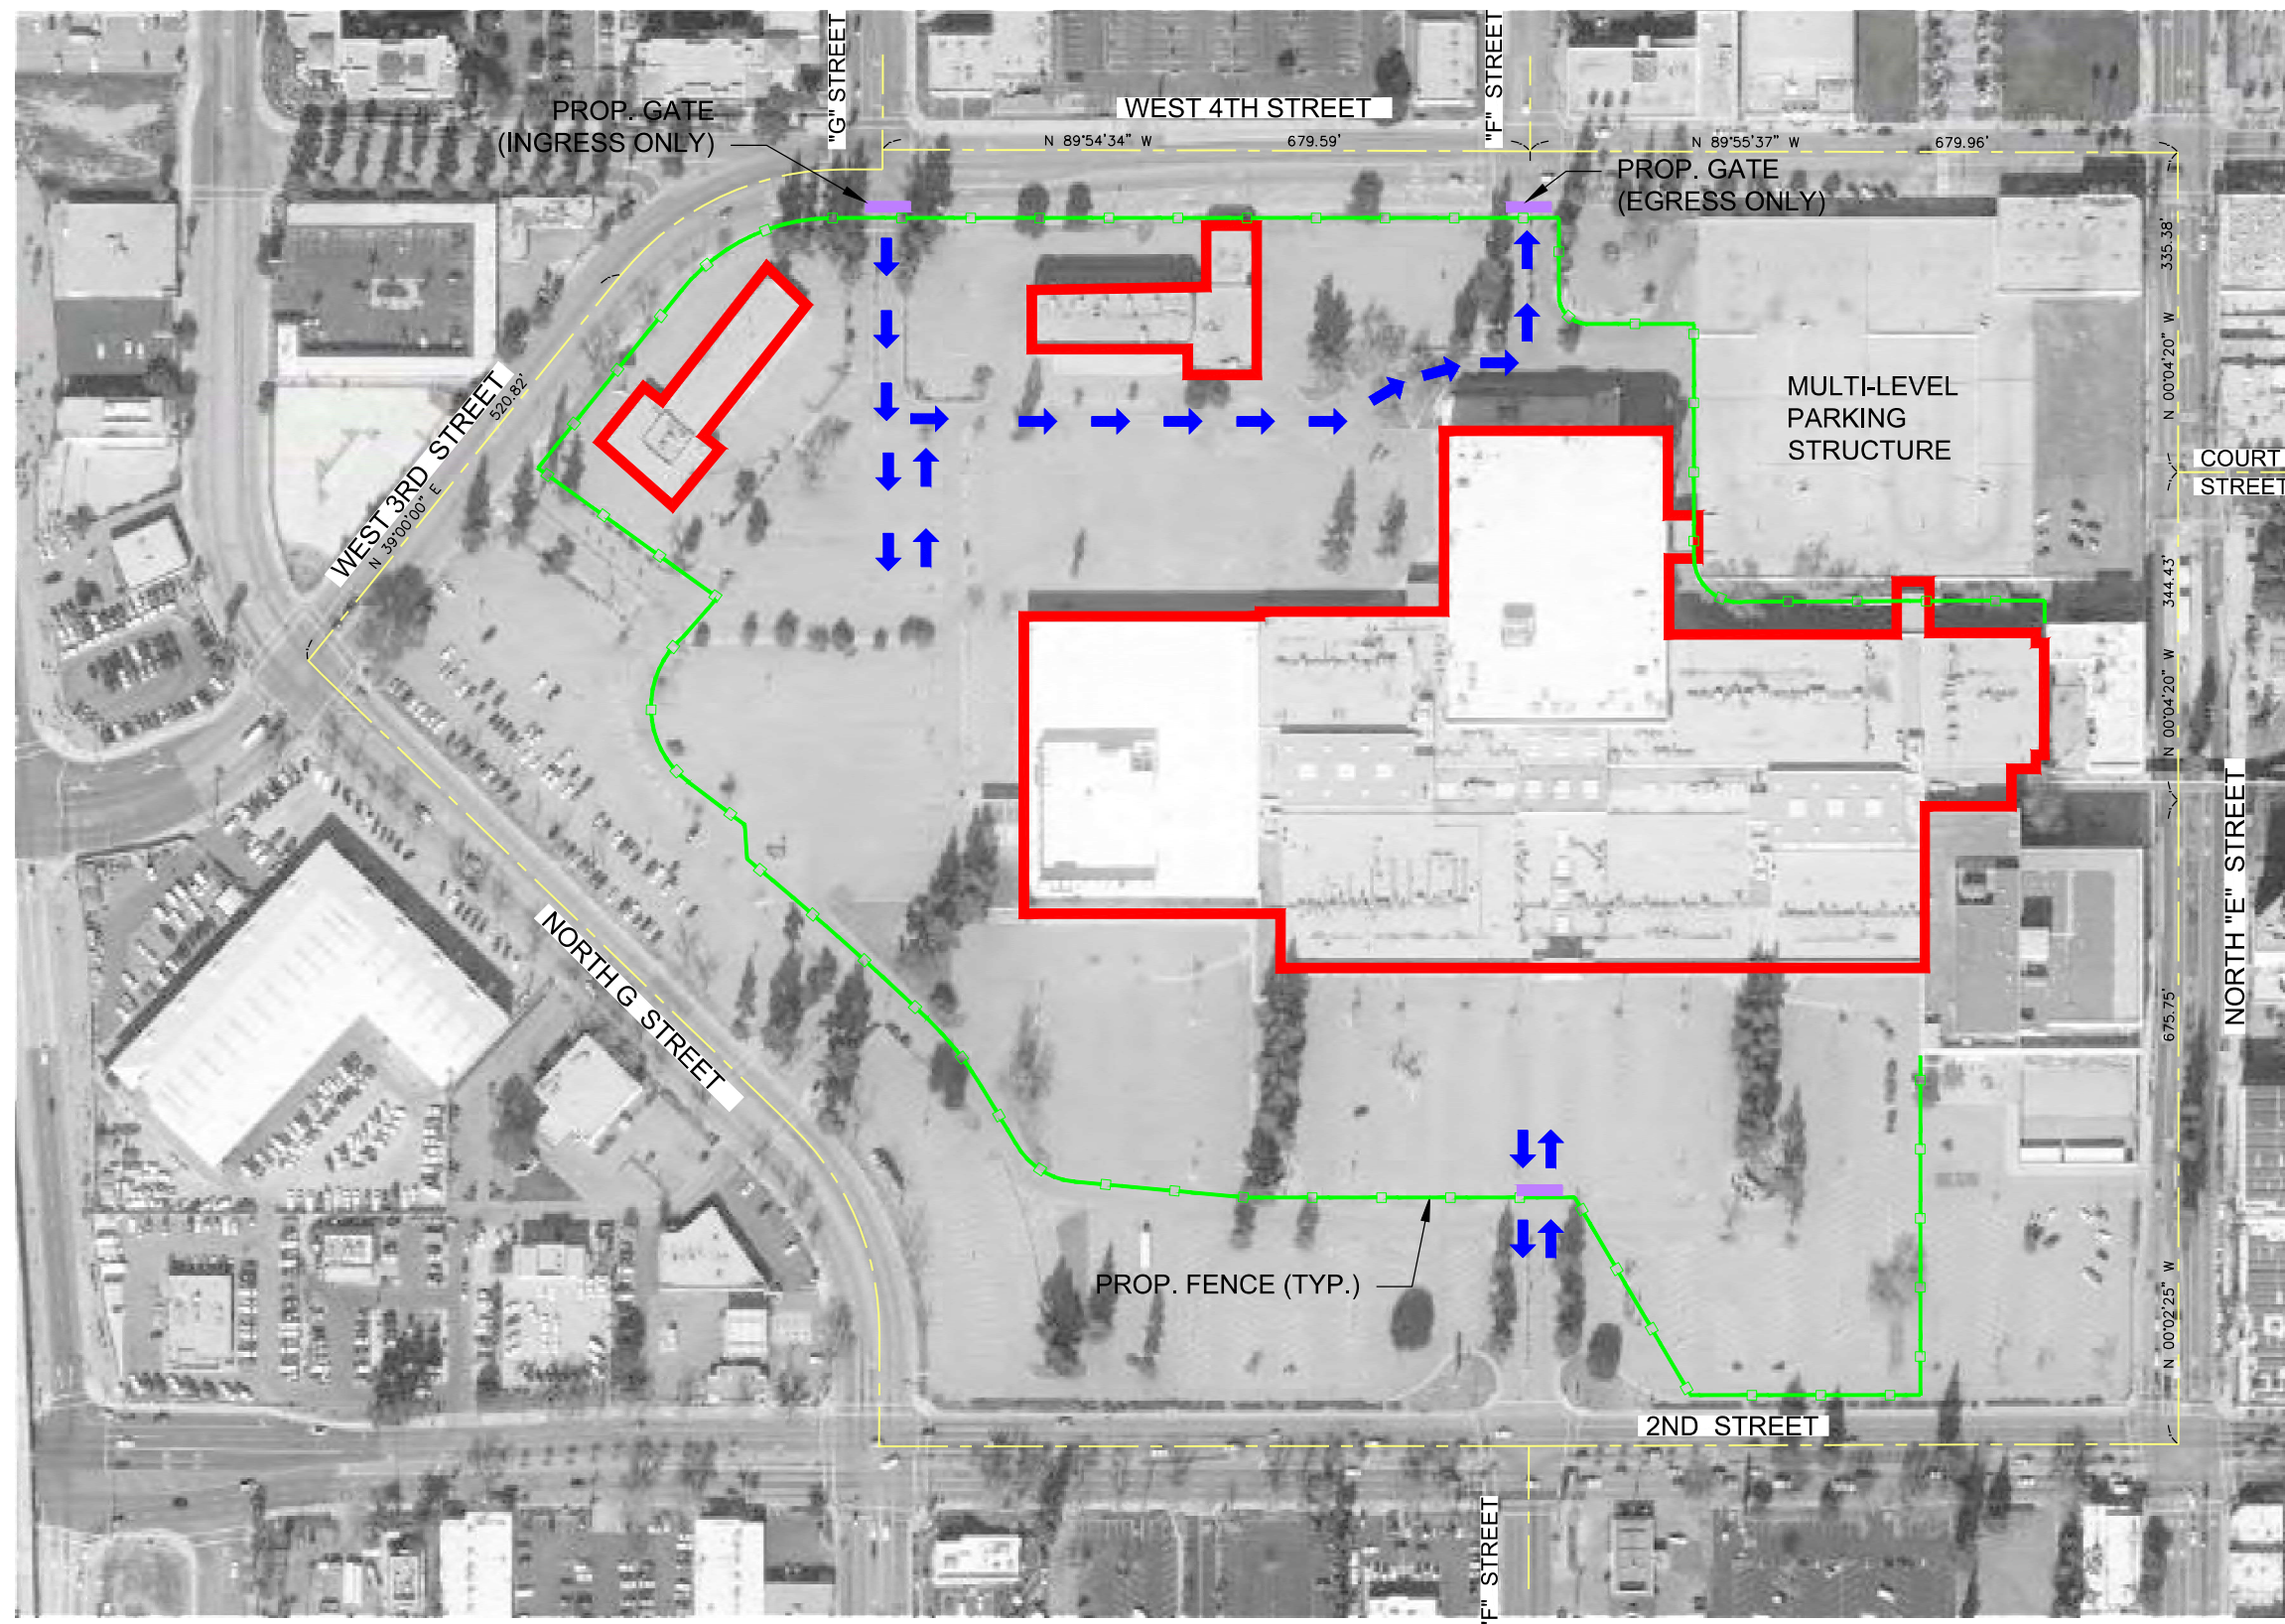 "G" STREET
"F" STREET
WEST 4TH STREET
PROP. GATE
(INGRESS ONLY)
N 89°54'34" W
679.59'
N 89°55'37" W
679.96'
PROP. GATE
(EGRESS ONLY)
335.38'
N 00°04'20" W
MULTI-LEVEL
PARKING
STRUCTURE
COURT
STREET
WEST 3RD STREET
520.82'
N 39°00'00" E
344.43'
N 00°04'20" W
NORTH "E" STREET
NORTH G STREET
675.75'
N 00°02'25" W
PROP. FENCE (TYP.)
2ND STREET
"F" STREET